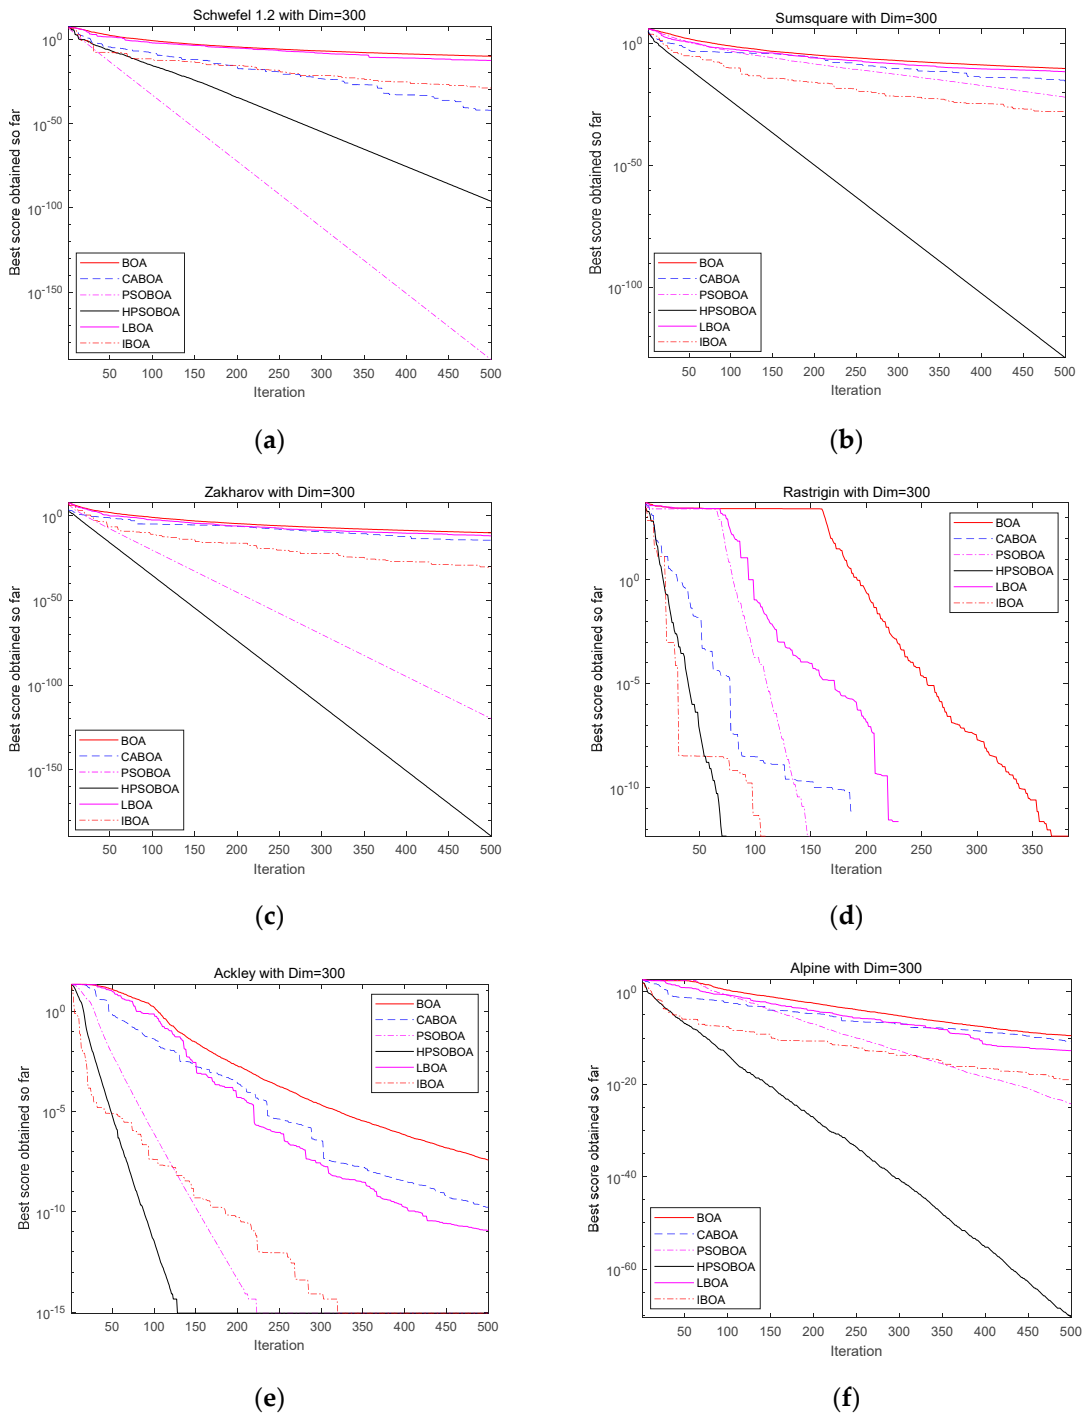 Schwefel 1.2 with Dim=300
Best score obtained so far
10^0
10^-50
10^-100
10^-150
BOA
CABOA
PSOBOA
HPSOBOA
LBOA
IBOA
50 100 150 200 250 300 350 400 450 500
Iteration
(a)
Sumsquare with Dim=300
Best score obtained so far
10^0
10^-50
10^-100
BOA
CABOA
PSOBOA
HPSOBOA
LBOA
IBOA
50 100 150 200 250 300 350 400 450 500
Iteration
(b)
Zakharov with Dim=300
Best score obtained so far
10^0
10^-50
10^-100
10^-150
BOA
CABOA
PSOBOA
HPSOBOA
LBOA
IBOA
50 100 150 200 250 300 350 400 450 500
Iteration
(c)
Rastrigin with Dim=300
Best score obtained so far
10^0
10^-5
10^-10
BOA
CABOA
PSOBOA
HPSOBOA
LBOA
IBOA
50 100 150 200 250 300 350
Iteration
(d)
Ackley with Dim=300
Best score obtained so far
10^0
10^-5
10^-10
10^-15
BOA
CABOA
PSOBOA
HPSOBOA
LBOA
IBOA
50 100 150 200 250 300 350 400 450 500
Iteration
(e)
Alpine with Dim=300
Best score obtained so far
10^0
10^-20
10^-40
10^-60
BOA
CABOA
PSOBOA
HPSOBOA
LBOA
IBOA
50 100 150 200 250 300 350 400 450 500
Iteration
(f)